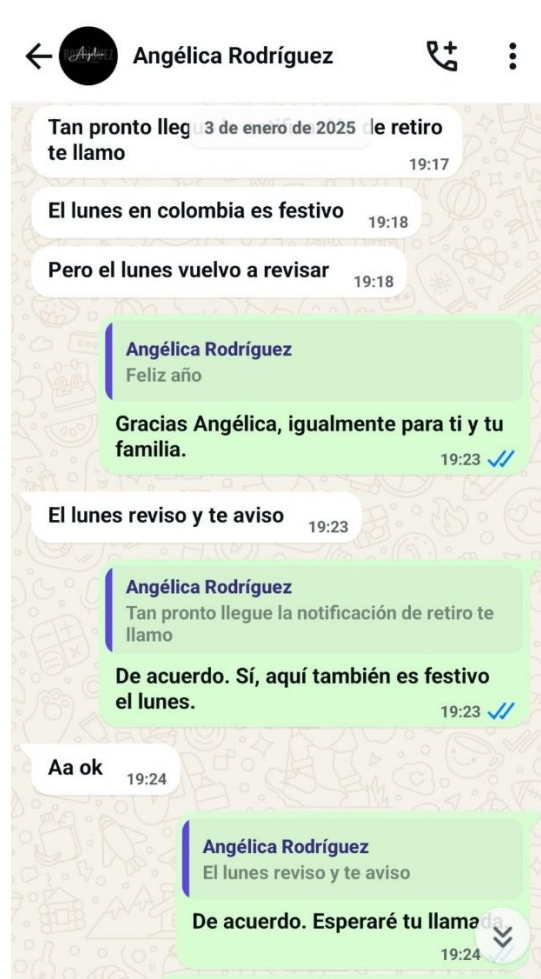 Angélica Rodríguez
3 de enero de 2025
Tan pronto lleg de retiro
te llamo
19:17
El lunes en colombia es festivo 19:18
Pero el lunes vuelvo a revisar 19:18
Angélica Rodríguez
Feliz año
Gracias Angélica, igualmente para ti y tu
familia.
19:23
El lunes reviso y te aviso 19:23
Angélica Rodríguez
Tan pronto llegue la notificación de retiro te
llamo
De acuerdo. Sí, aquí también es festivo
el lunes.
19:23
Aa ok 19:24
Angélica Rodríguez
El lunes reviso y te aviso
De acuerdo. Esperaré tu llamada
19:24